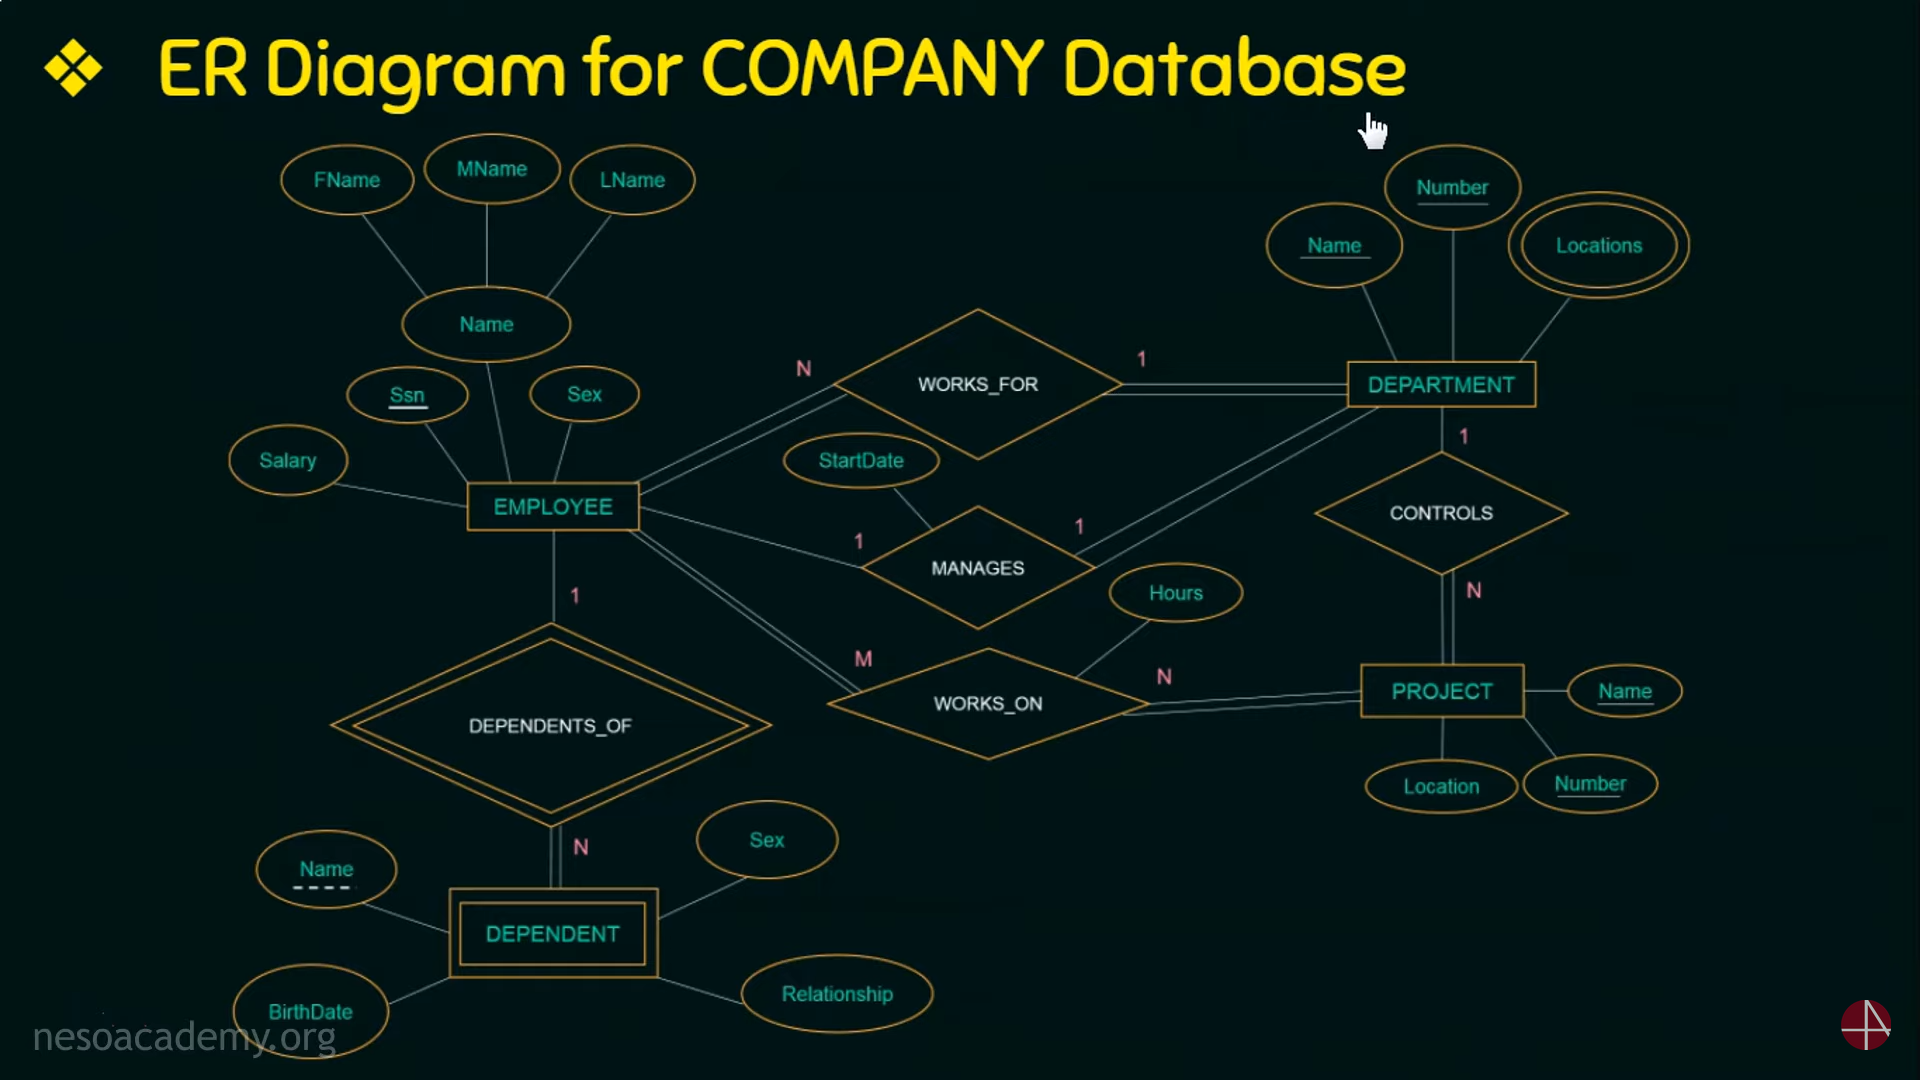 ER Diagram for COMPANY Database
FName
MName
LName
Number
Name
Locations
Name
N
WORKS_FOR
1
DEPARTMENT
Ssn
Sex
Salary
StartDate
1
EMPLOYEE
CONTROLS
1
1
MANAGES
Hours
N
1
M
N
WORKS_ON
PROJECT
Name
DEPENDENTS_OF
Location
Number
N
Sex
Name
DEPENDENT
Relationship
BirthDate
nesoacademy.org